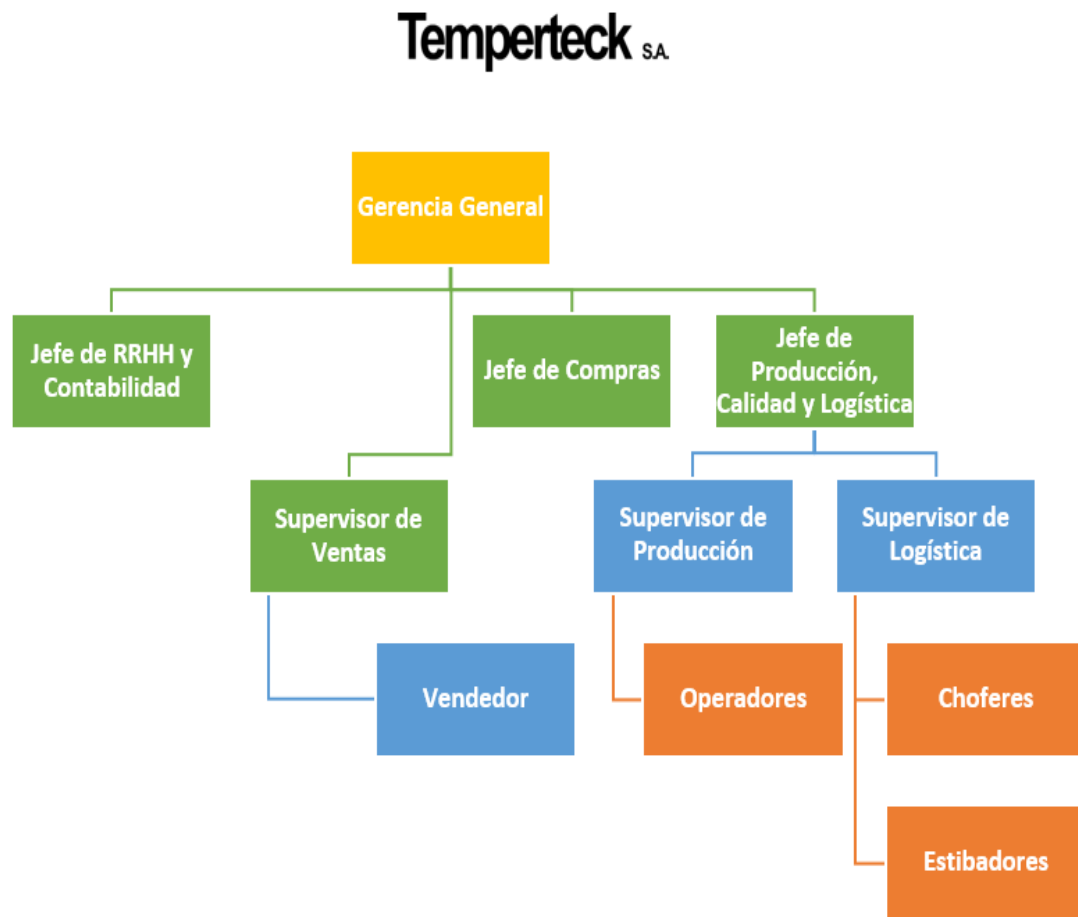 Temperteck S.A.
Gerencia General
Jefe de RRHH y
Contabilidad
Jefe de Compras
Jefe de
Producción,
Calidad y Logística
Supervisor de
Ventas
Supervisor de
Producción
Supervisor de
Logística
Vendedor
Operadores
Choferes
Estibadores